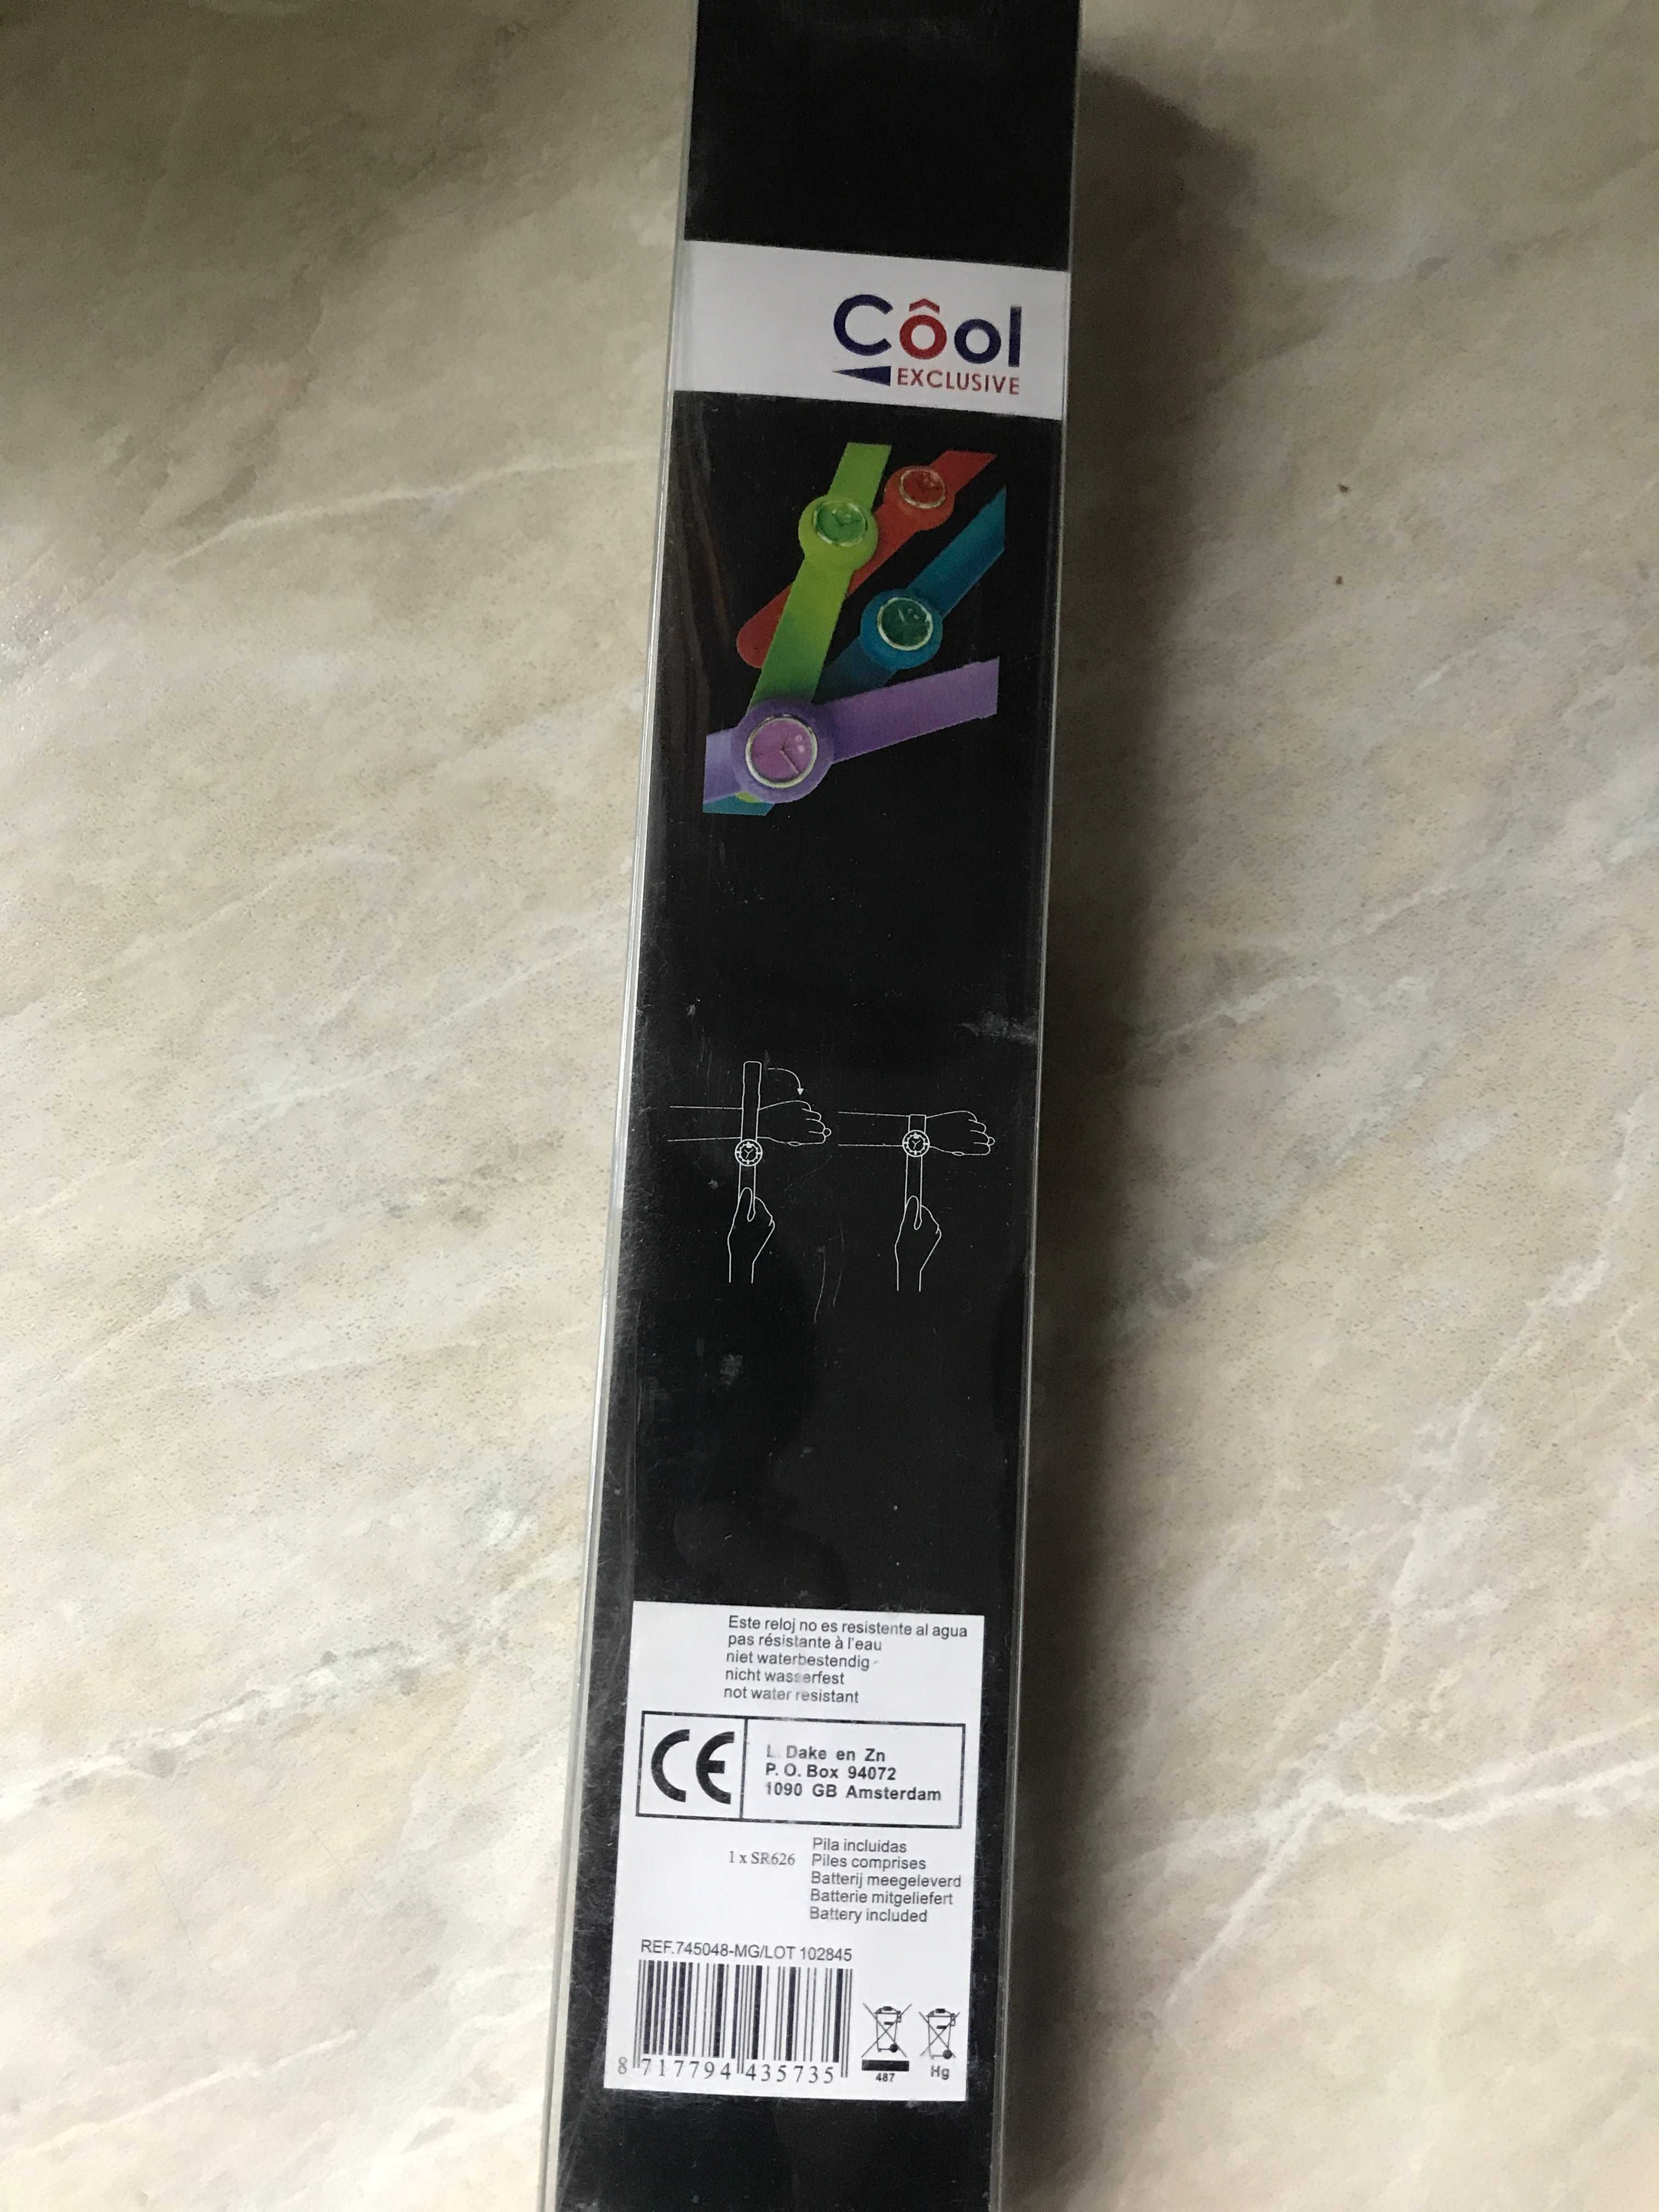 Côol
EXCLUSIVE
Este reloj no es resistente al agua
pas résistante à l'eau
niet waterbestendig
nicht wasserfest
not water resistant
CE
L. Dake en Zn
P. O. Box 94072
1090 GB Amsterdam
1 x SR626
Pila incluidas
Piles comprises
Batterij meegeleverd
Batterie mitgeliefert
Battery included
REF.745048-MG/LOT 102845
8 717794 435735
487
Hg